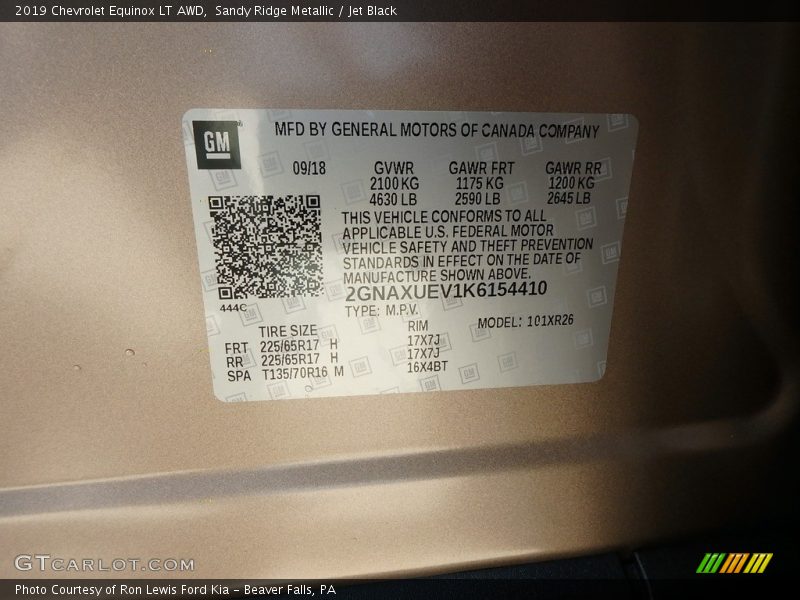 2019 Chevrolet Equinox LT AWD, Sandy Ridge Metallic / Jet Black
GM
MFD BY GENERAL MOTORS OF CANADA COMPANY
09/18 GVWR GAWR FRT GAWR RR
2100 KG 1175 KG 1200 KG
4630 LB 2590 LB 2645 LB
THIS VEHICLE CONFORMS TO ALL
APPLICABLE U.S. FEDERAL MOTOR
VEHICLE SAFETY AND THEFT PREVENTION
STANDARDS IN EFFECT ON THE DATE OF
MANUFACTURE SHOWN ABOVE.
2GNAXUEV1K6154410
444C
TYPE: M.P.V. MODEL: 101XR26
TIRE SIZE RIM
FRT 225/65R17 H 17X7J
RR 225/65R17 H 17X7J
SPA T135/70R16 M 16X4BT
GTCARLOT.COM
Photo Courtesy of Ron Lewis Ford Kia - Beaver Falls, PA